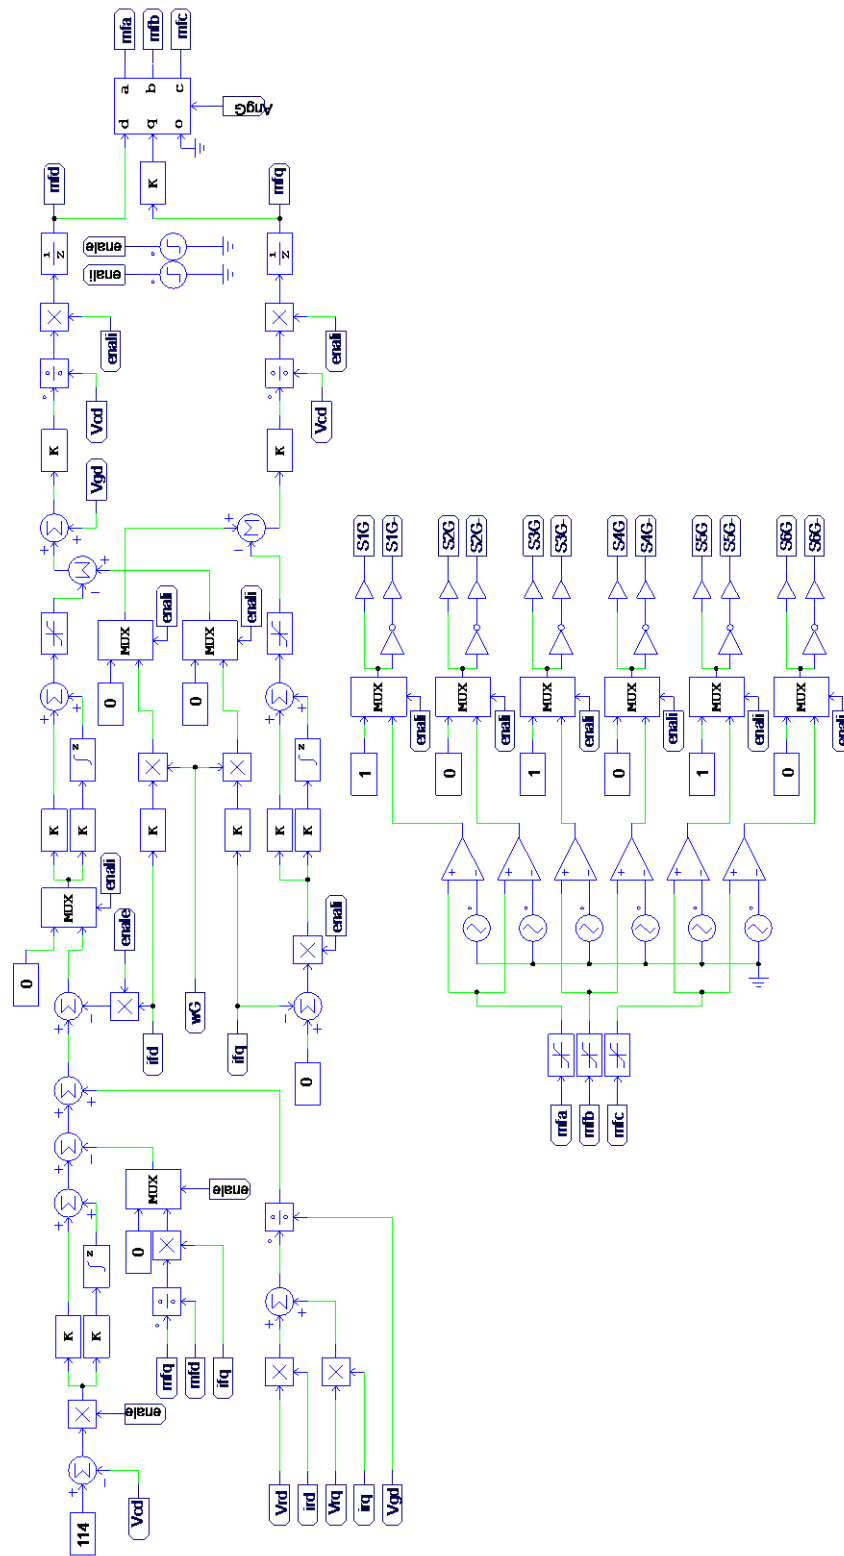 mfa
mfb
mfc
a b c
d q o
AngG
K
mfd
mfq
1/z
1/z
enale
enali
enali
enali
Vcd
Vcd
K
K
Vgd
Σ
Σ
Σ
MUX
MUX
enali
enali
0
0
Σ
Σ
∫z
∫z
K
K
K
K
K
K
MUX
enali
enale
0
Σ
Σ
ifd
wG
ifq
enali
0
Σ
Σ
Σ
MUX
enale
0
∫z
K
K
mfq
mfd
ifq
Σ
enale
Σ
114
Vcd
Vrd
ird
Vrq
irq
Vgd
S1G
S1G-
S2G
S2G-
S3G
S3G-
S4G
S4G-
S5G
S5G-
S6G
S6G-
MUX
MUX
MUX
MUX
MUX
MUX
enali
enali
enali
enali
enali
enali
1
0
1
0
1
0
mfa
mfb
mfc